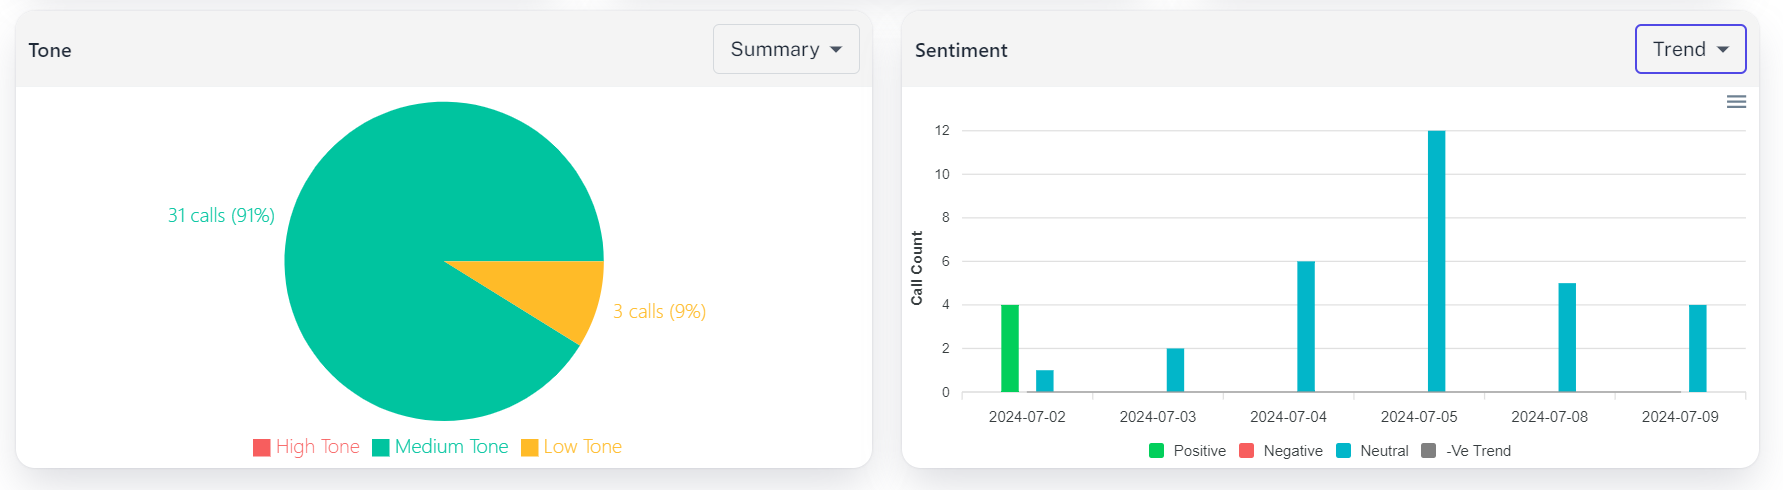 Tone
Summary
31 calls (91%)
3 calls (9%)
High Tone Medium Tone Low Tone
Sentiment
Trend
Call Count
12
10
8
6
4
2
0
2024-07-02 2024-07-03 2024-07-04 2024-07-05 2024-07-08 2024-07-09
Positive Negative Neutral -Ve Trend